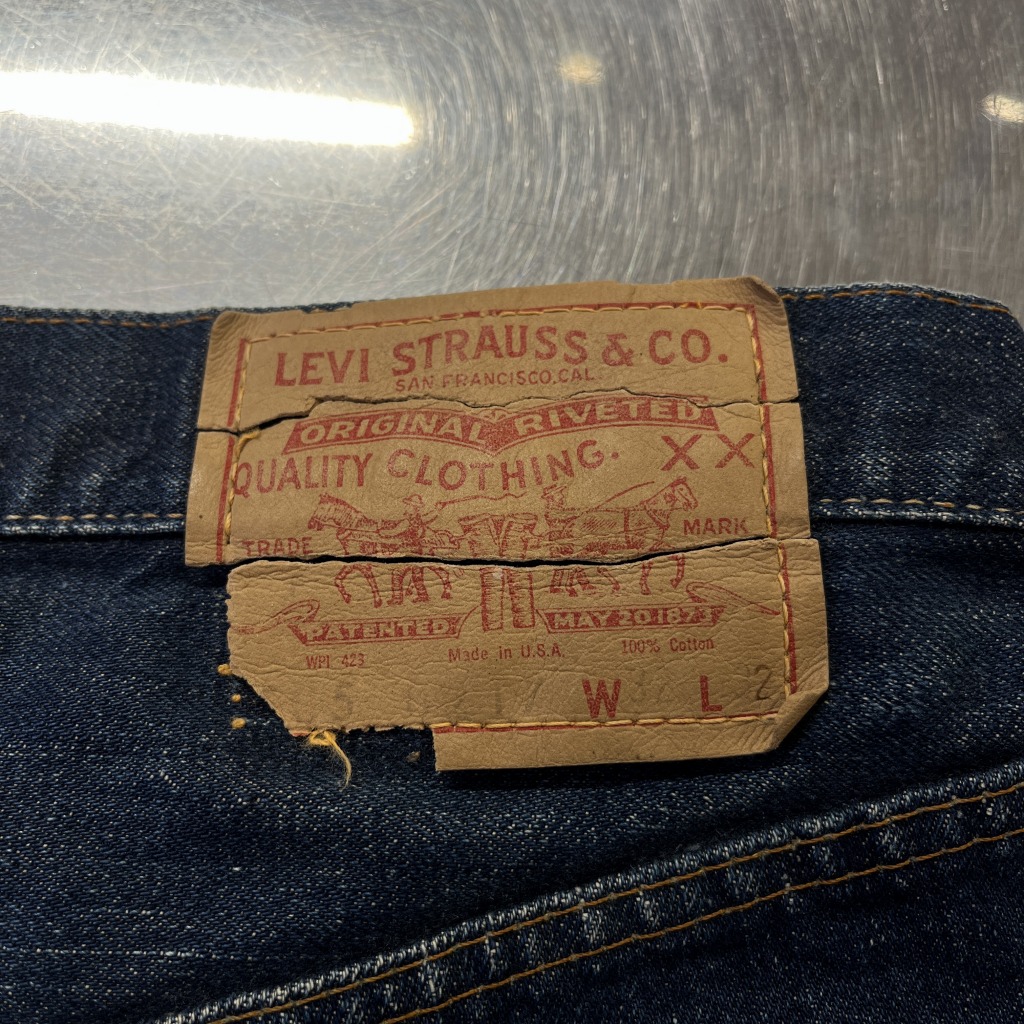 LEVI STRAUSS & CO.
SAN FRANCISCO, CAL
ORIGINAL RIVETED
QUALITY CLOTHING. XX
TRADE MARK
PATENTED MAY 20 1873
WPL 423 Made in U.S.A. 100% Cotton
W L 2